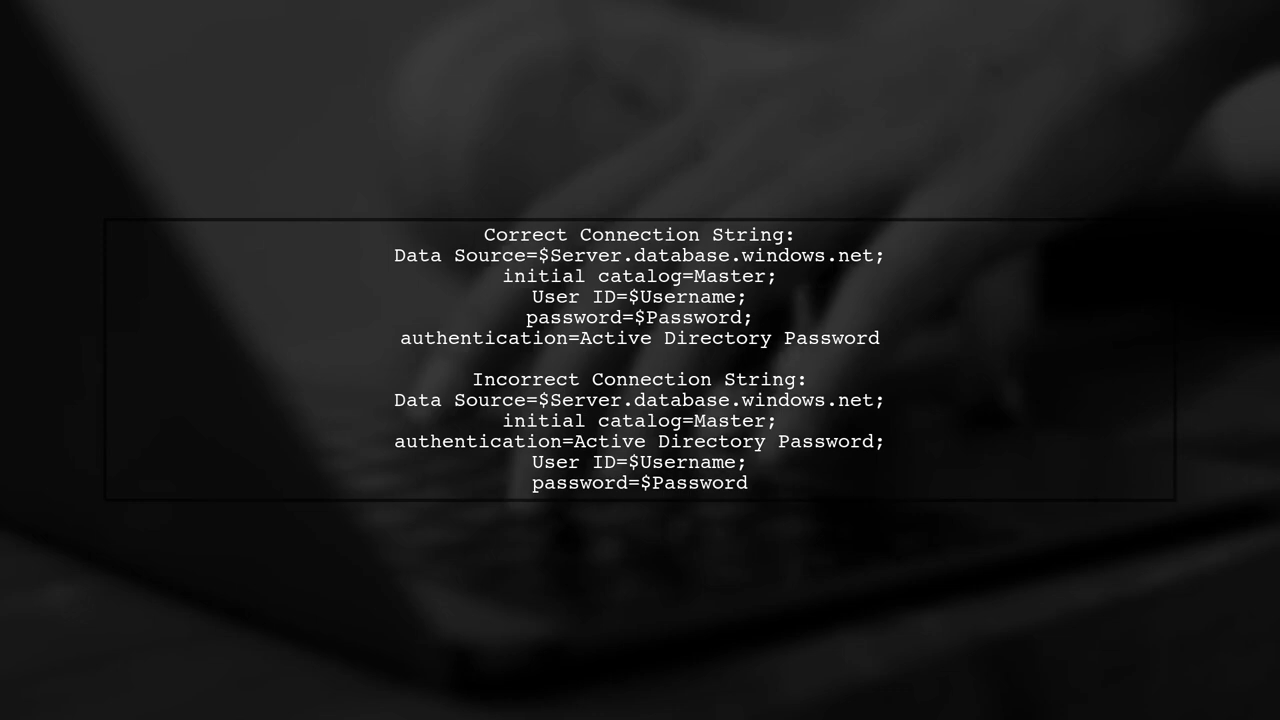 Correct Connection String:
Data Source=$Server.database.windows.net;
initial catalog=Master;
User ID=$Username;
password=$Password;
authentication=Active Directory Password
Incorrect Connection String:
Data Source=$Server.database.windows.net;
initial catalog=Master;
authentication=Active Directory Password;
User ID=$Username;
password=$Password